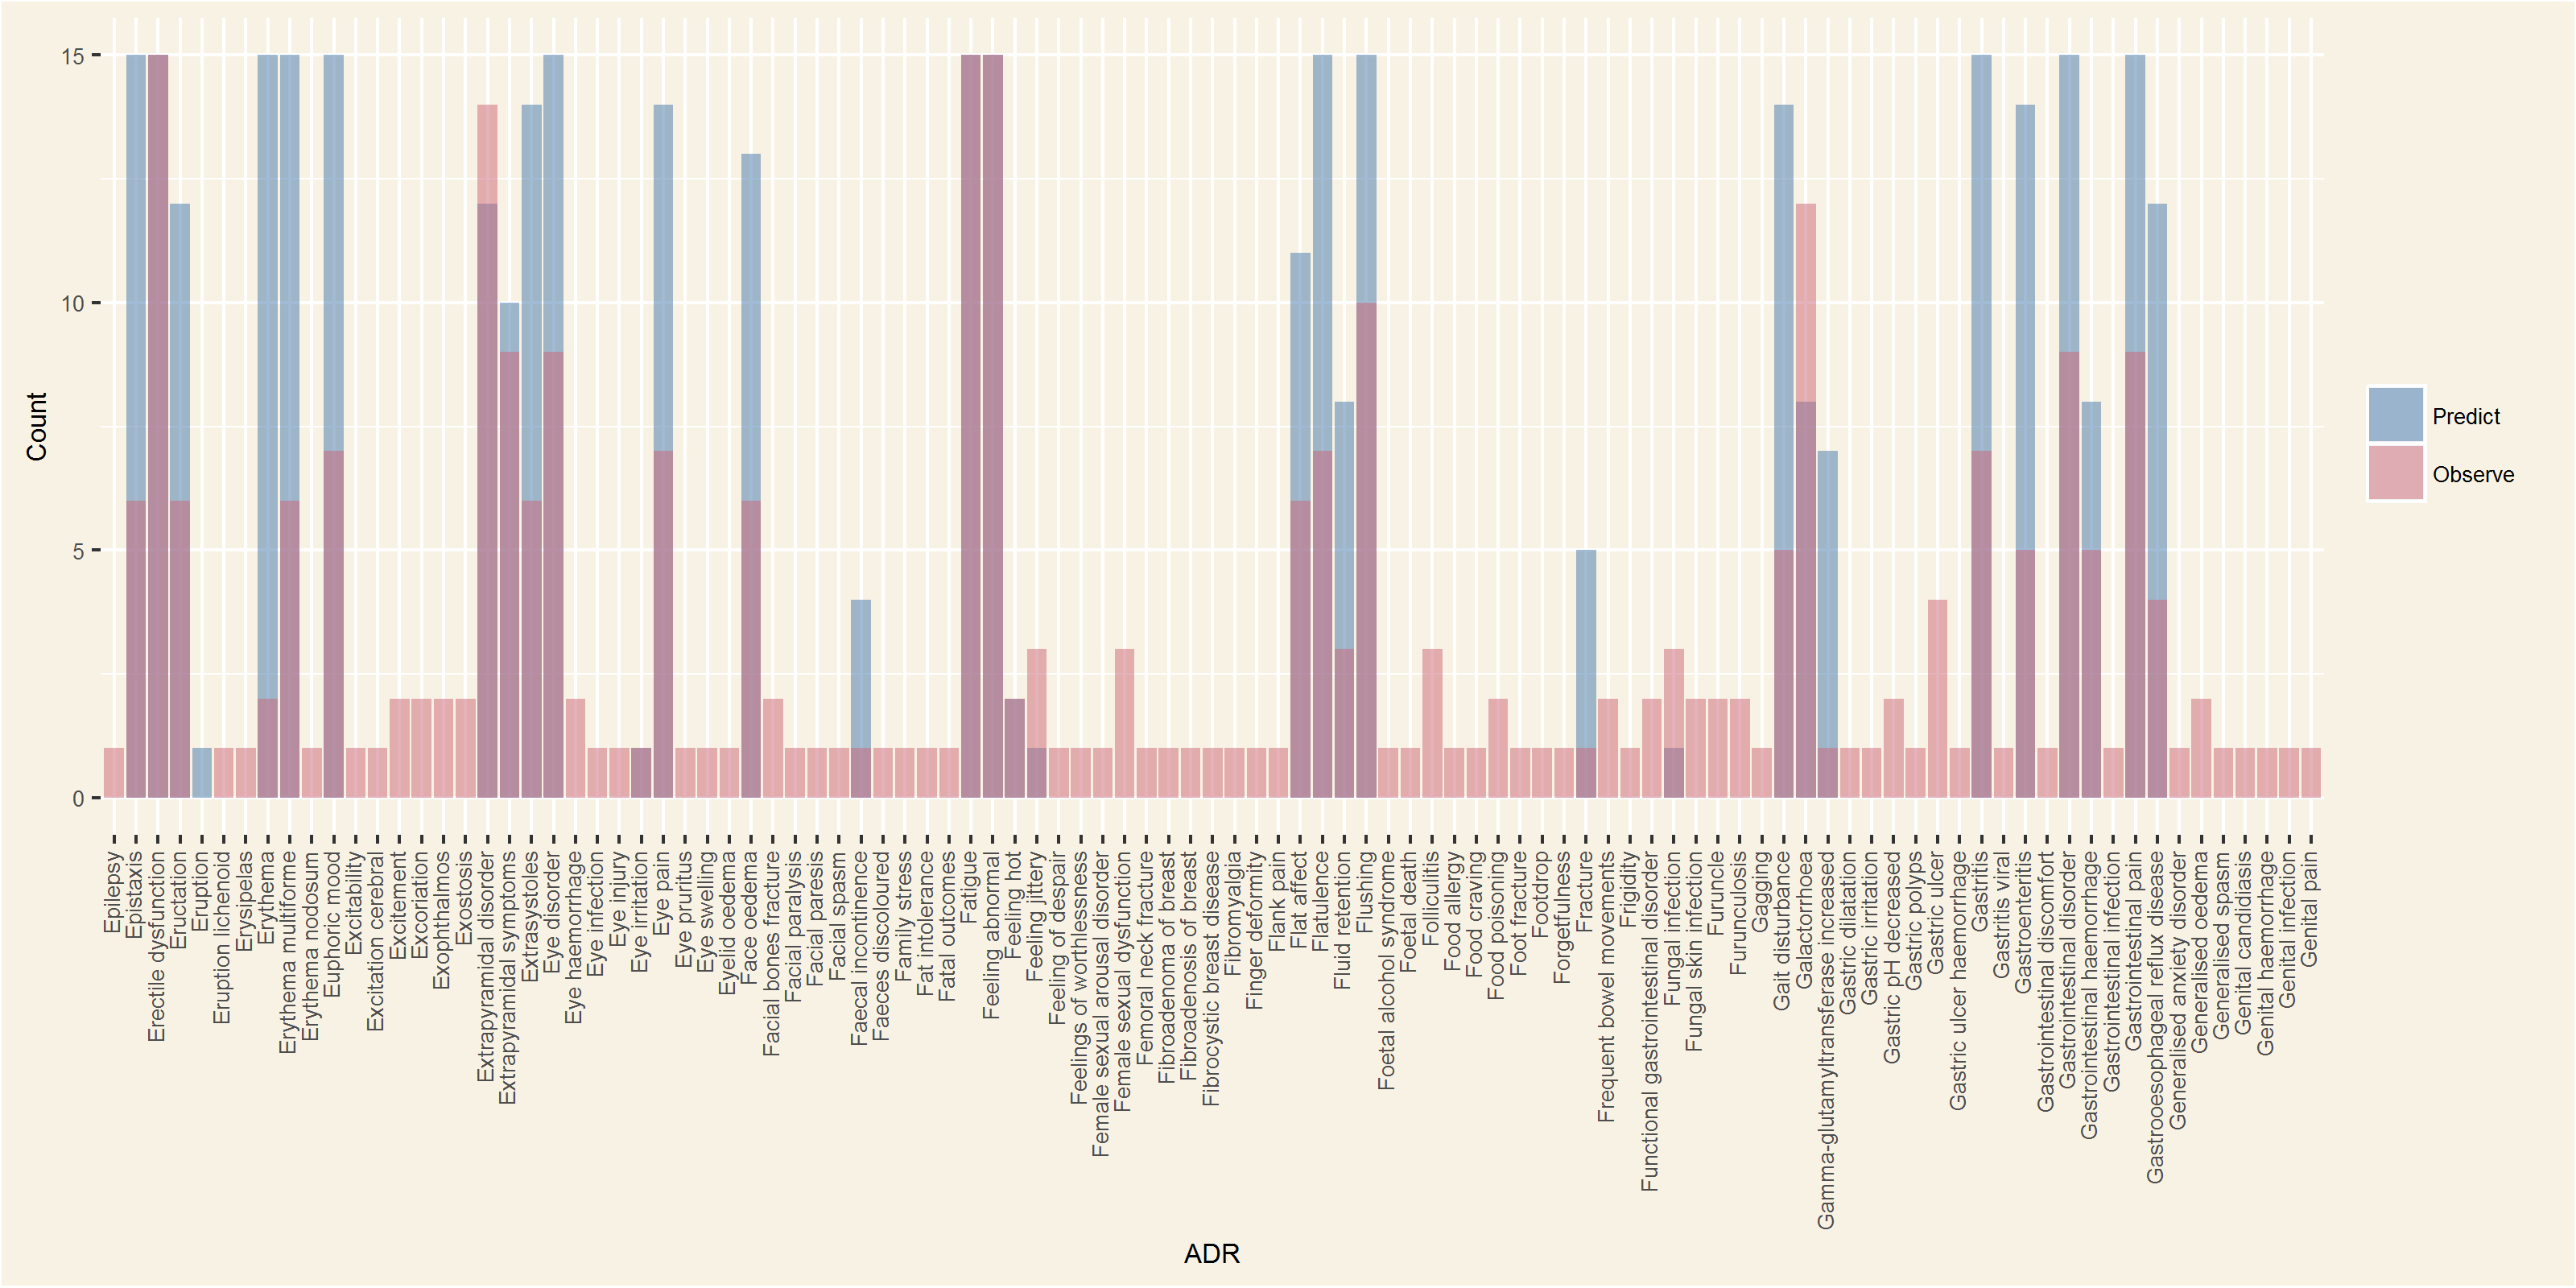 15
10
5
0
Count
Predict
Observe
Epilepsy
Epistaxis
Erectile dysfunction
Eructation
Eruption
Eruption lichenoid
Erysipelas
Erythema
Erythema multiforme
Erythema nodosum
Euphoric mood
Excitability
Excitation cerebral
Excitement
Excoriation
Exophthalmos
Exostosis
Extrapyramidal disorder
Extrapyramidal symptoms
Extrasystoles
Eye disorder
Eye haemorrhage
Eye infection
Eye injury
Eye irritation
Eye pain
Eye pruritus
Eye swelling
Eyelid oedema
Face oedema
Facial bones fracture
Facial paralysis
Facial paresis
Facial spasm
Faecal incontinence
Faeces discoloured
Family stress
Fat intolerance
Fatal outcomes
Fatigue
Feeling abnormal
Feeling hot
Feeling jittery
Feeling of despair
Feelings of worthlessness
Female sexual arousal disorder
Female sexual dysfunction
Femoral neck fracture
Fibroadenoma of breast
Fibroadenosis of breast
Fibrocystic breast disease
Fibromyalgia
Finger deformity
Flank pain
Flat affect
Flatulence
Fluid retention
Flushing
Foetal alcohol syndrome
Foetal death
Folliculitis
Food allergy
Food craving
Food poisoning
Foot fracture
Footdrop
Forgetfulness
Fracture
Frequent bowel movements
Frigidity
Functional gastrointestinal disorder
Fungal infection
Fungal skin infection
Furuncle
Furunculosis
Gagging
Gait disturbance
Galactorrhoea
Gamma-glutamyltransferase increased
Gastric dilatation
Gastric irritation
Gastric pH decreased
Gastric polyps
Gastric ulcer
Gastric ulcer haemorrhage
Gastritis
Gastritis viral
Gastroenteritis
Gastrointestinal discomfort
Gastrointestinal disorder
Gastrointestinal haemorrhage
Gastrointestinal infection
Gastrointestinal pain
Gastrooesophageal reflux disease
Generalised anxiety disorder
Generalised oedema
Generalised spasm
Genital candidiasis
Genital haemorrhage
Genital infection
Genital pain
ADR